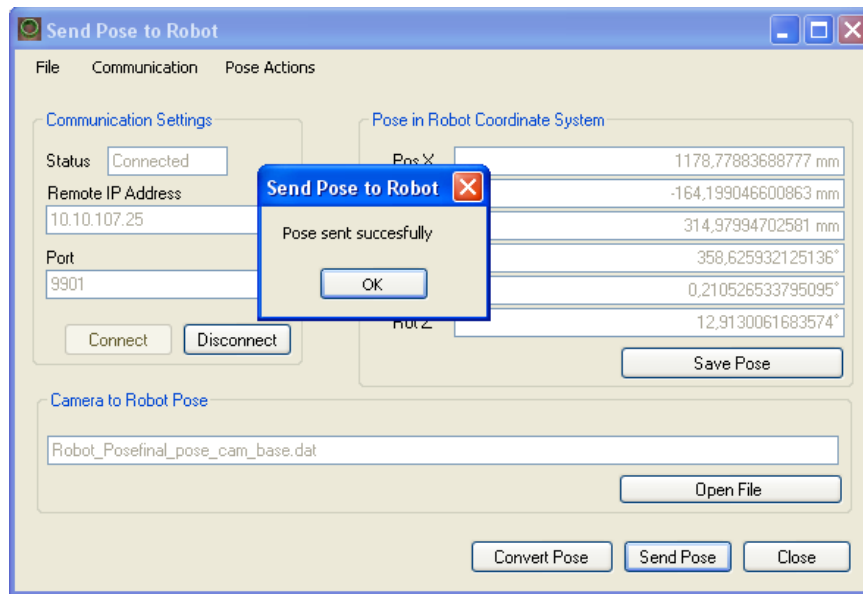 Send Pose to Robot
File Communication Pose Actions
Communication Settings
Status Connected
Remote IP Address
10.10.107.25
Port
9901
Connect Disconnect
Pose in Robot Coordinate System
Pos X 1178,77883688777 mm
-164,199046600863 mm
314,97994702581 mm
358,625932125136°
0,210526533795095°
Rot Z 12,9130061683574°
Save Pose
Send Pose to Robot
Pose sent succesfully
OK
Camera to Robot Pose
Robot_Posefinal_pose_cam_base.dat
Open File
Convert Pose Send Pose Close